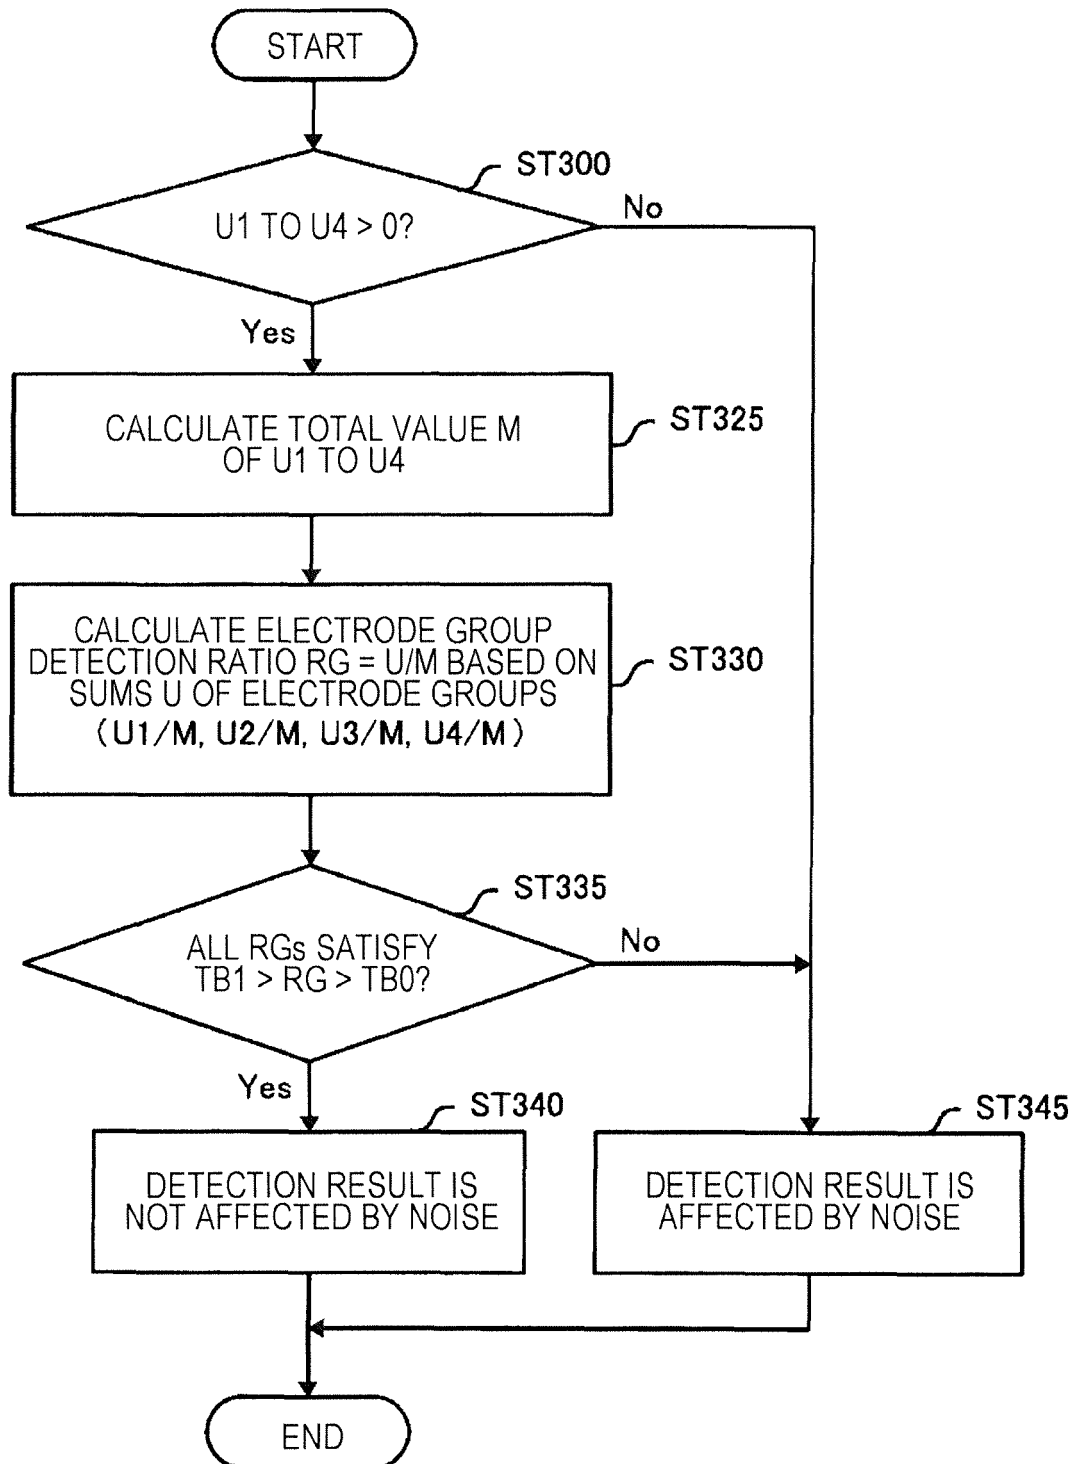 START
ST300
U1 TO U4 > 0?
No
Yes
CALCULATE TOTAL VALUE M
OF U1 TO U4
ST325
CALCULATE ELECTRODE GROUP
DETECTION RATIO RG = U/M BASED ON
SUMS U OF ELECTRODE GROUPS
(U1/M, U2/M, U3/M, U4/M)
ST330
ST335
ALL RGs SATISFY
TB1 > RG > TB0?
No
Yes
ST340
ST345
DETECTION RESULT IS
NOT AFFECTED BY NOISE
DETECTION RESULT IS
AFFECTED BY NOISE
END